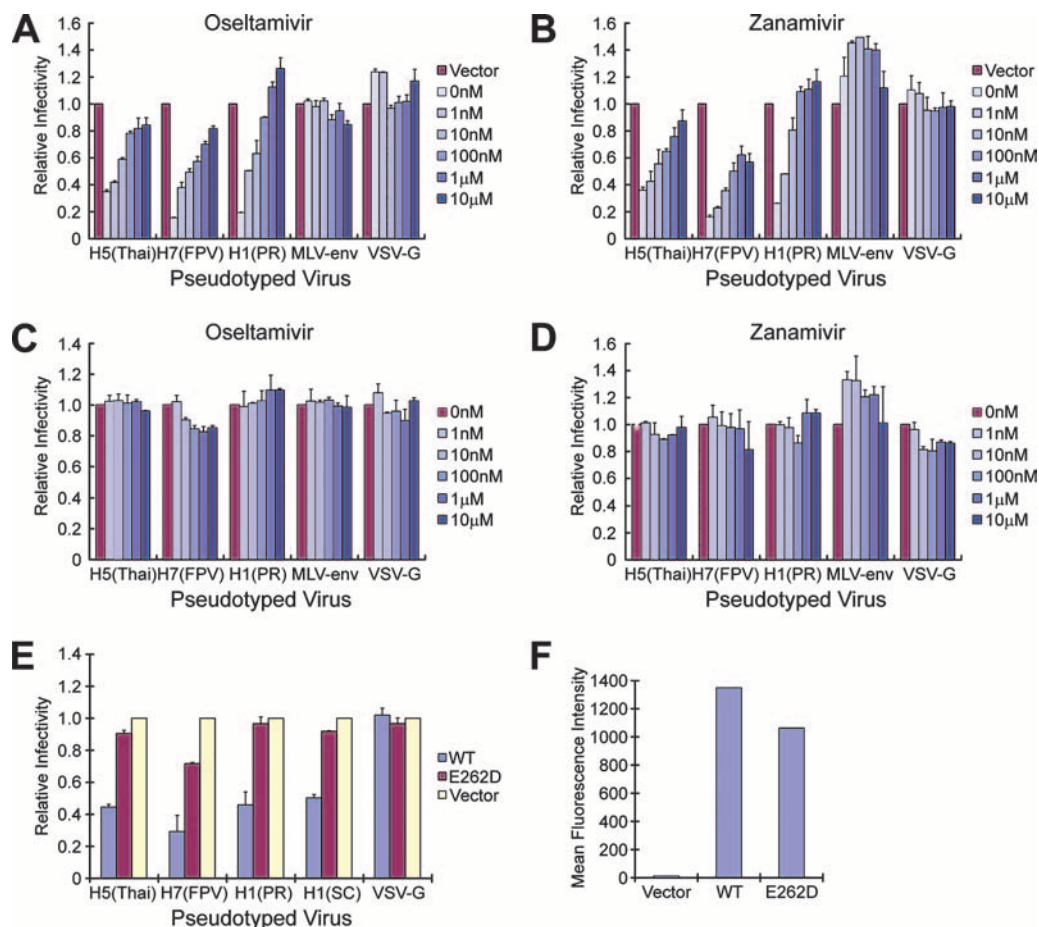 A
Oseltamivir
Relative Infectivity
1.6
1.4
1.2
1.0
0.8
0.6
0.4
0.2
0
H5(Thai) H7(FPV) H1(PR) MLV-env VSV-G
Pseudotyped Virus
Vector
0nM
1nM
10nM
100nM
1µM
10µM
B
Zanamivir
Relative Infectivity
1.6
1.4
1.2
1.0
0.8
0.6
0.4
0.2
0
H5(Thai) H7(FPV) H1(PR) MLV-env VSV-G
Pseudotyped Virus
Vector
0nM
1nM
10nM
100nM
1µM
10µM
C
Oseltamivir
Relative Infectivity
1.4
1.2
1.0
0.8
0.6
0.4
0.2
0
H5(Thai) H7(FPV) H1(PR) MLV-env VSV-G
Pseudotyped Virus
0nM
1nM
10nM
100nM
1µM
10µM
D
Zanamivir
Relative Infectivity
1.6
1.4
1.2
1.0
0.8
0.6
0.4
0.2
0
H5(Thai) H7(FPV) H1(PR) MLV-env VSV-G
Pseudotyped Virus
0nM
1nM
10nM
100nM
1µM
10µM
E
Relative Infectivity
1.4
1.2
1.0
0.8
0.6
0.4
0.2
0
H5(Thai) H7(FPV) H1(PR) H1(SC) VSV-G
Pseudotyped Virus
WT
E262D
Vector
F
Mean Fluorescence Intensity
1400
1200
1000
800
600
400
200
0
Vector WT E262D